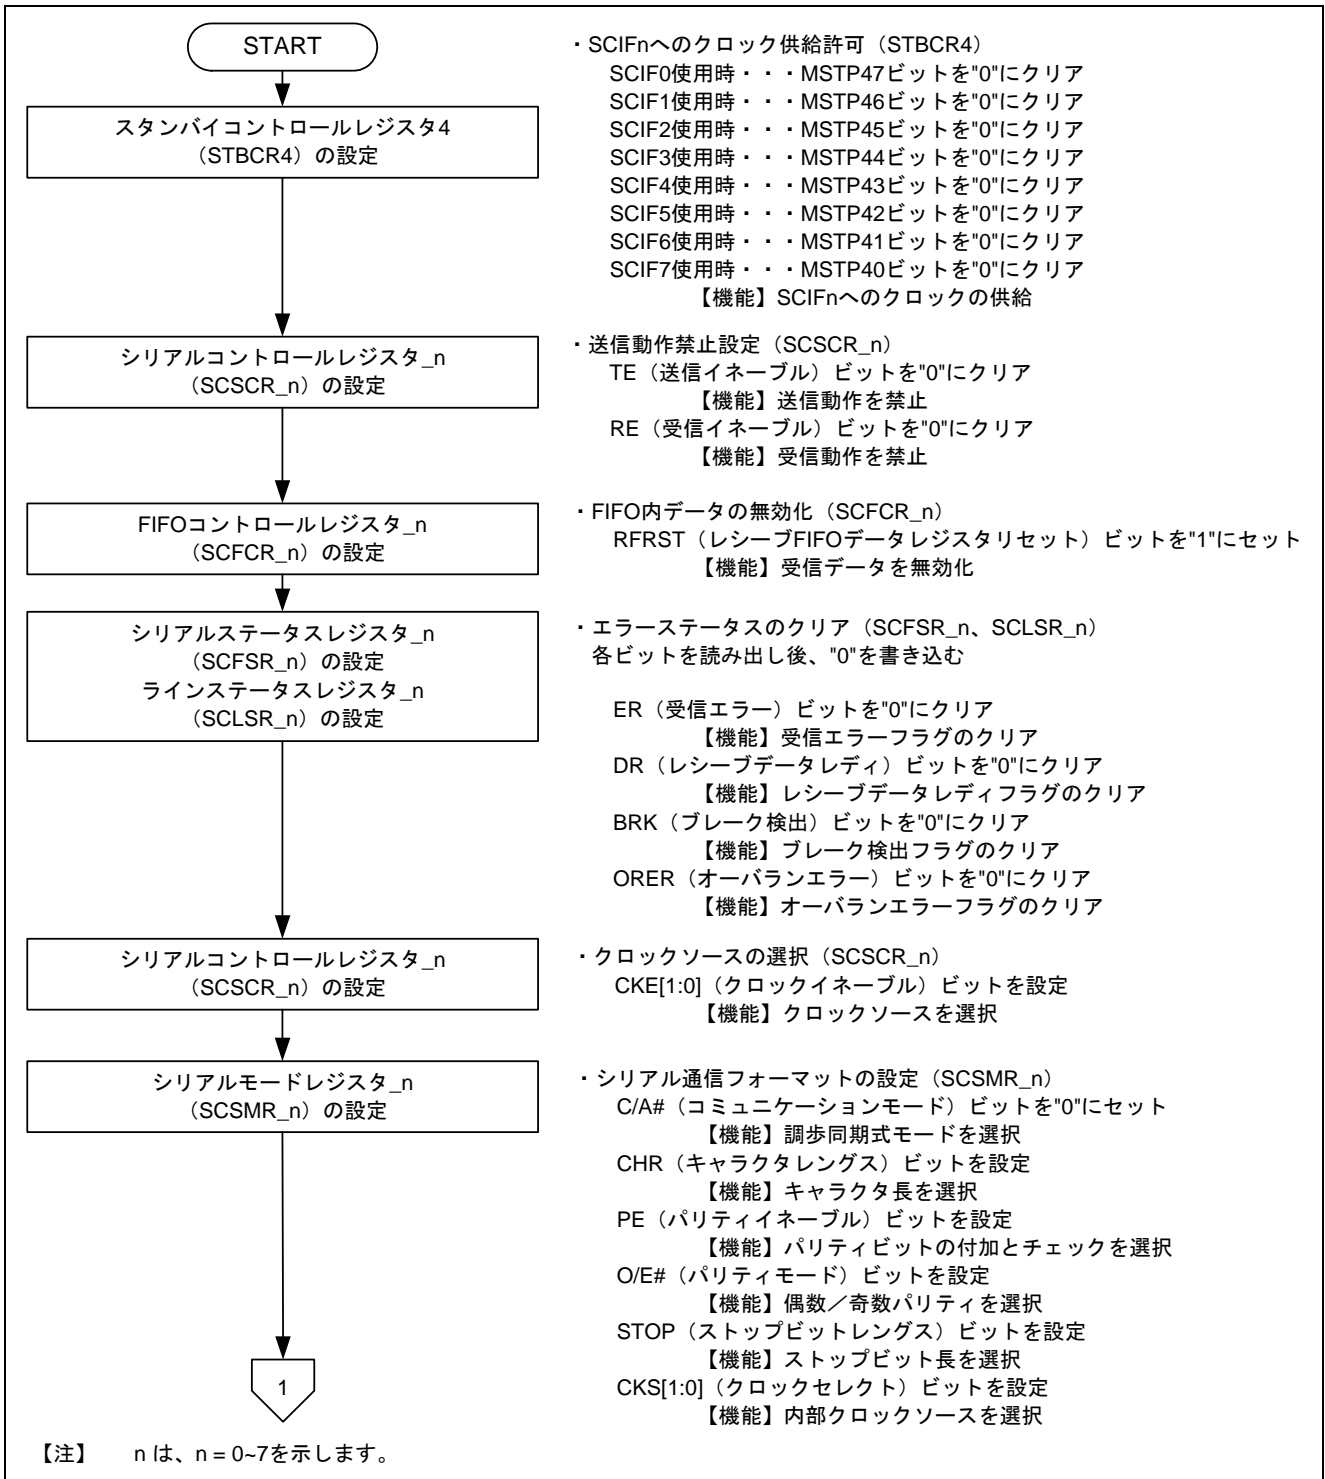 START
スタンバイコントロールレジスタ4
（STBCR4）の設定
・SCIFnへのクロック供給許可（STBCR4）
SCIF0使用時・・・MSTP47ビットを"0"にクリア
SCIF1使用時・・・MSTP46ビットを"0"にクリア
SCIF2使用時・・・MSTP45ビットを"0"にクリア
SCIF3使用時・・・MSTP44ビットを"0"にクリア
SCIF4使用時・・・MSTP43ビットを"0"にクリア
SCIF5使用時・・・MSTP42ビットを"0"にクリア
SCIF6使用時・・・MSTP41ビットを"0"にクリア
SCIF7使用時・・・MSTP40ビットを"0"にクリア
【機能】SCIFnへのクロックの供給
シリアルコントロールレジスタ_n
（SCSCR_n）の設定
・送信動作禁止設定（SCSCR_n）
TE（送信イネーブル）ビットを"0"にクリア
【機能】送信動作を禁止
RE（受信イネーブル）ビットを"0"にクリア
【機能】受信動作を禁止
FIFOコントロールレジスタ_n
（SCFCR_n）の設定
・FIFO内データの無効化（SCFCR_n）
RFRST（レシーブFIFOデータレジスタリセット）ビットを"1"にセット
【機能】受信データを無効化
シリアルステータスレジスタ_n
（SCFSR_n）の設定
ラインステータスレジスタ_n
（SCLSR_n）の設定
・エラーステータスのクリア（SCFSR_n、SCLSR_n）
各ビットを読み出し後、"0"を書き込む
ER（受信エラー）ビットを"0"にクリア
【機能】受信エラーフラグのクリア
DR（レシーブデータレディ）ビットを"0"にクリア
【機能】レシーブデータレディフラグのクリア
BRK（ブレーク検出）ビットを"0"にクリア
【機能】ブレーク検出フラグのクリア
ORER（オーバランエラー）ビットを"0"にクリア
【機能】オーバランエラーフラグのクリア
シリアルコントロールレジスタ_n
（SCSCR_n）の設定
・クロックソースの選択（SCSCR_n）
CKE[1:0]（クロックイネーブル）ビットを設定
【機能】クロックソースを選択
シリアルモードレジスタ_n
（SCSMR_n）の設定
・シリアル通信フォーマットの設定（SCSMR_n）
C/A#（コミュニケーションモード）ビットを"0"にセット
【機能】調歩同期式モードを選択
CHR（キャラクタレングス）ビットを設定
【機能】キャラクタ長を選択
PE（パリティイネーブル）ビットを設定
【機能】パリティビットの付加とチェックを選択
O/E#（パリティモード）ビットを設定
【機能】偶数／奇数パリティを選択
STOP（ストップビットレングス）ビットを設定
【機能】ストップビット長を選択
CKS[1:0]（クロックセレクト）ビットを設定
【機能】内部クロックソースを選択
1
【注】 n は、n = 0~7を示します。